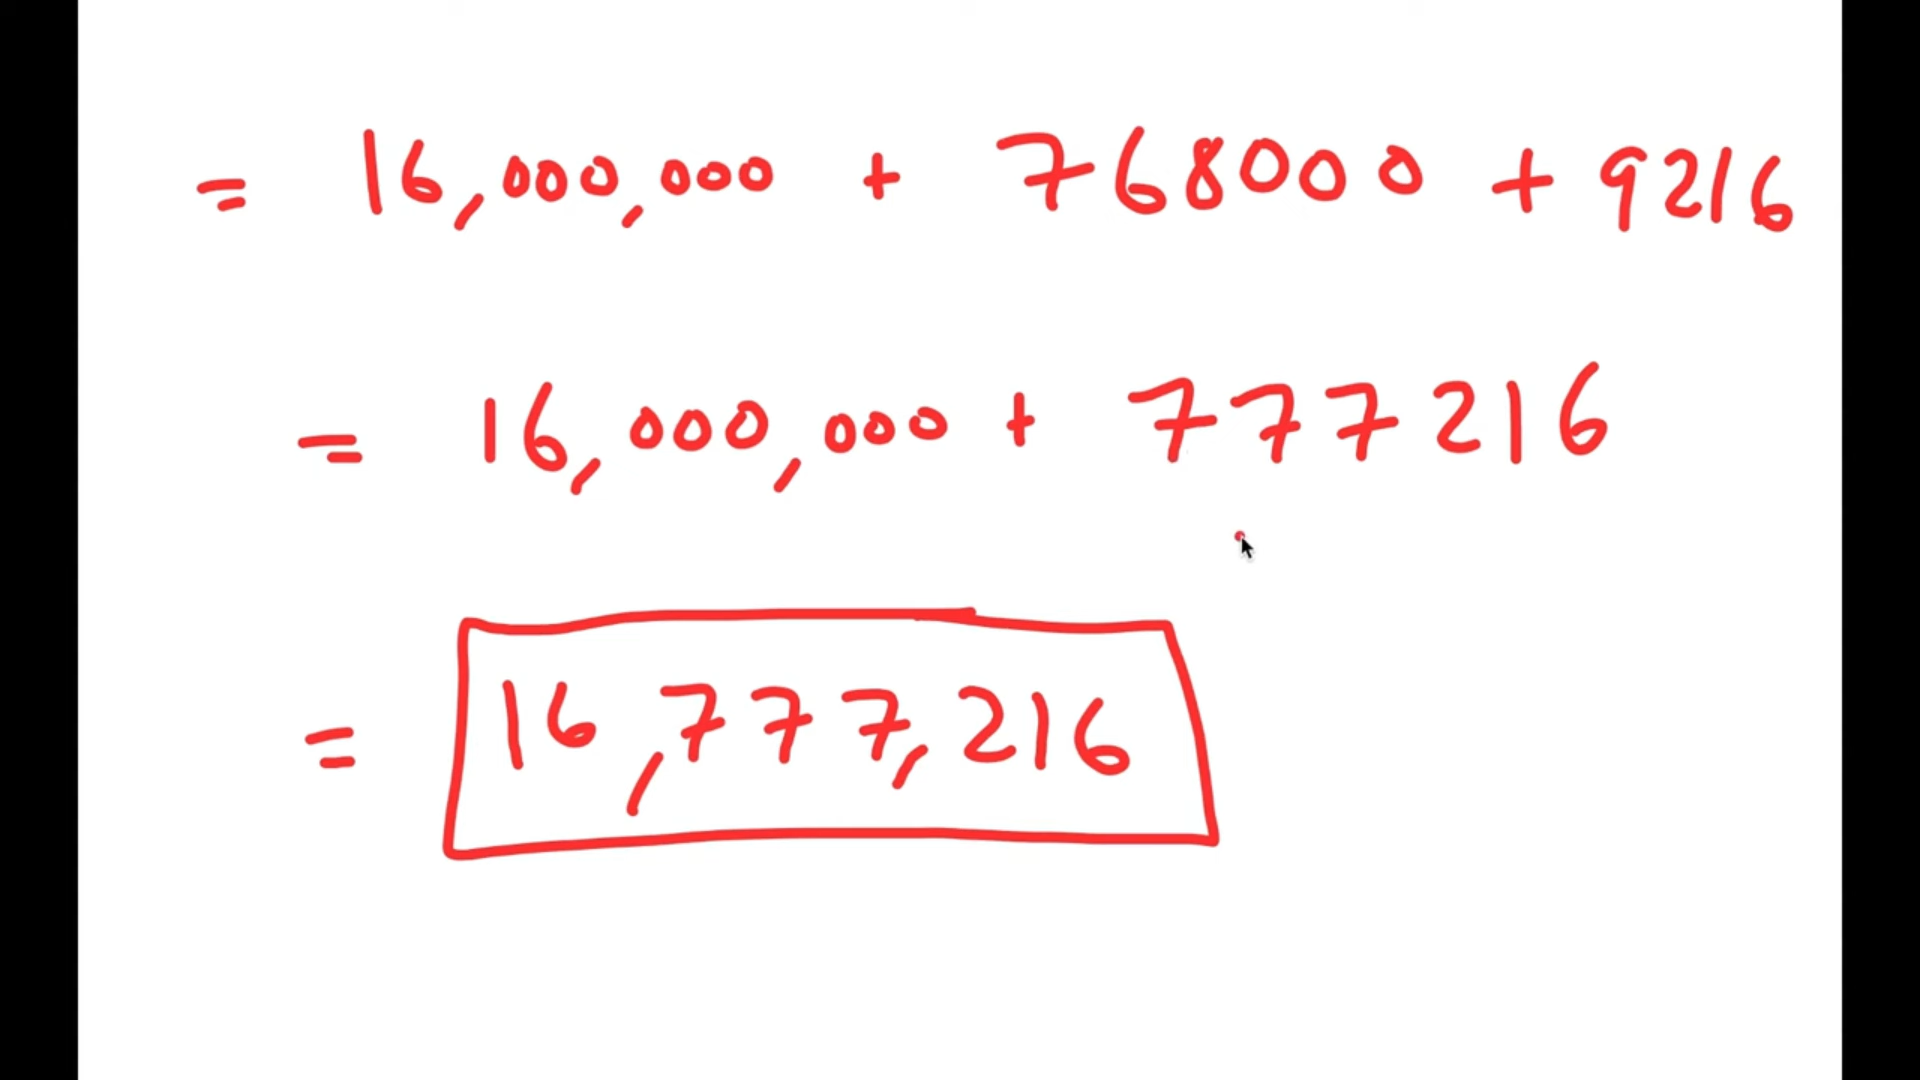 = 16,000,000 + 768000 + 9216
= 16,000,000 + 777216
= 16,777,216